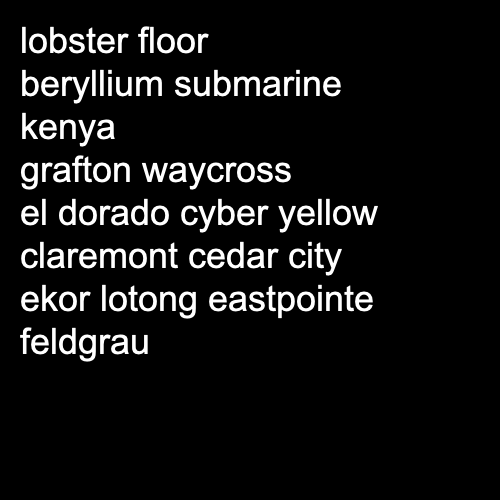 lobster floor
beryllium submarine
kenya
grafton waycross
el dorado cyber yellow
claremont cedar city
ekor lotong eastpointe
feldgrau